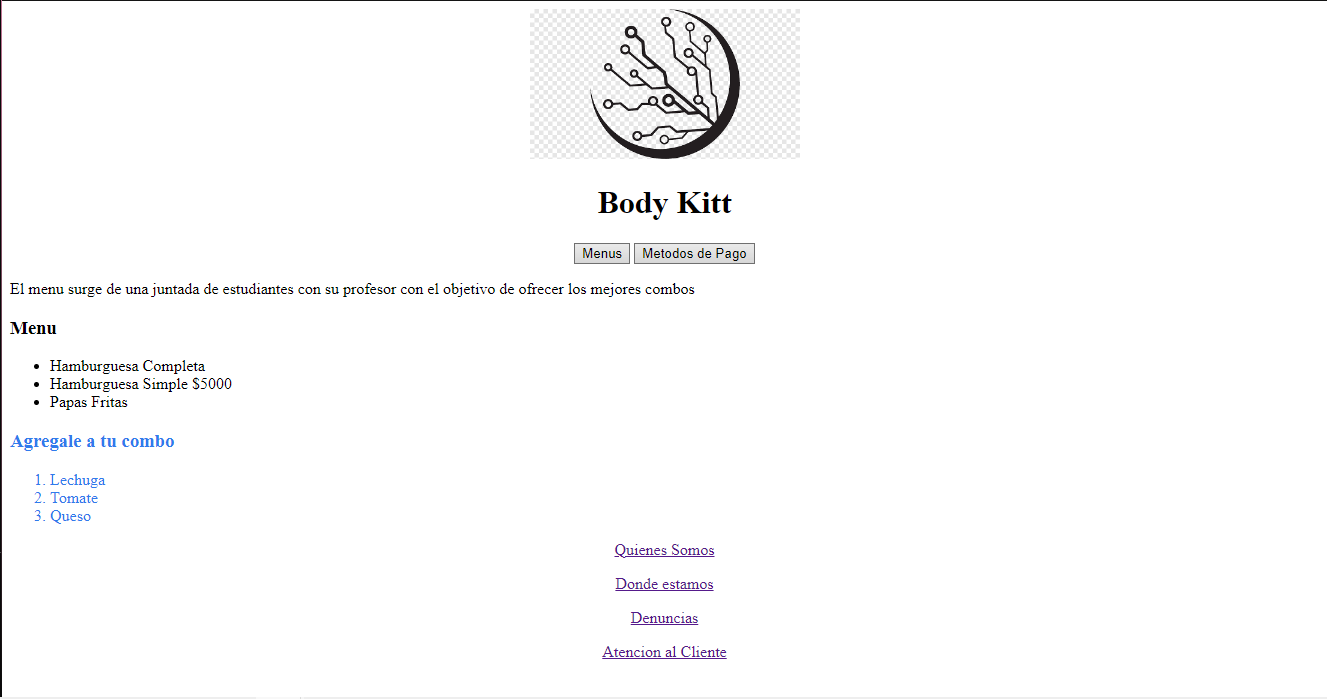 Body Kitt
Menus Metodos de Pago
El menu surge de una juntada de estudiantes con su profesor con el objetivo de ofrecer los mejores combos
Menu
• Hamburguesa Completa
• Hamburguesa Simple $5000
• Papas Fritas
Agregale a tu combo
1. Lechuga
2. Tomate
3. Queso
Quienes Somos
Donde estamos
Denuncias
Atencion al Cliente